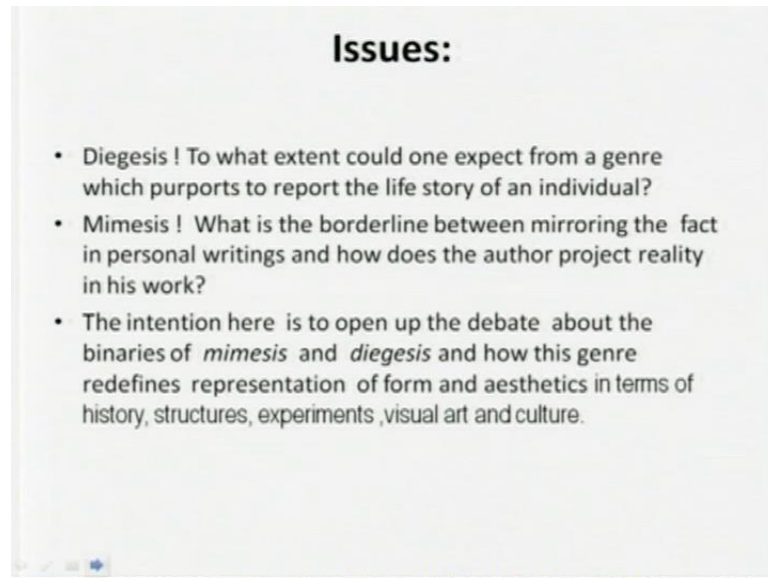 Issues:
• Diegesis ! To what extent could one expect from a genre
which purports to report the life story of an individual?
• Mimesis ! What is the borderline between mirroring the fact
in personal writings and how does the author project reality
in his work?
• The intention here is to open up the debate about the
binaries of mimesis and diegesis and how this genre
redefines representation of form and aesthetics in terms of
history, structures, experiments ,visual art and culture.